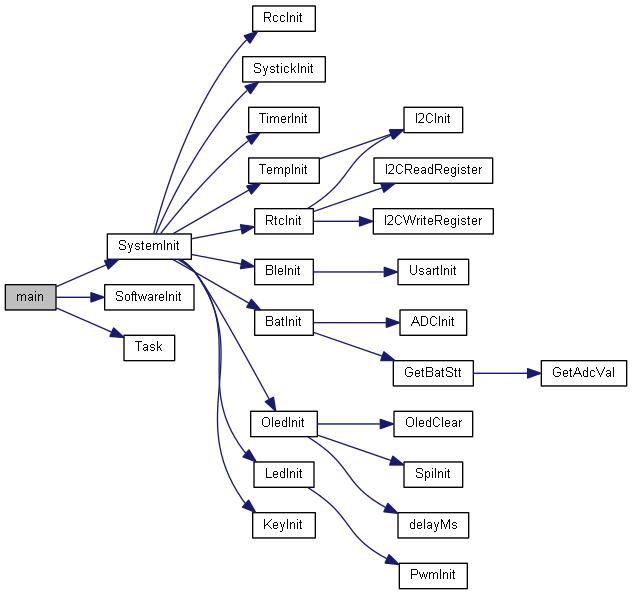 RccInit
SystickInit
TimerInit
I2CInit
TempInit
I2CReadRegister
RtcInit
I2CWriteRegister
SystemInit
BleInit
UsartInit
main
SoftwareInit
BatInit
ADCInit
Task
GetBatStt
GetAdcVal
OledInit
OledClear
LedInit
SpiInit
KeyInit
delayMs
PwmInit